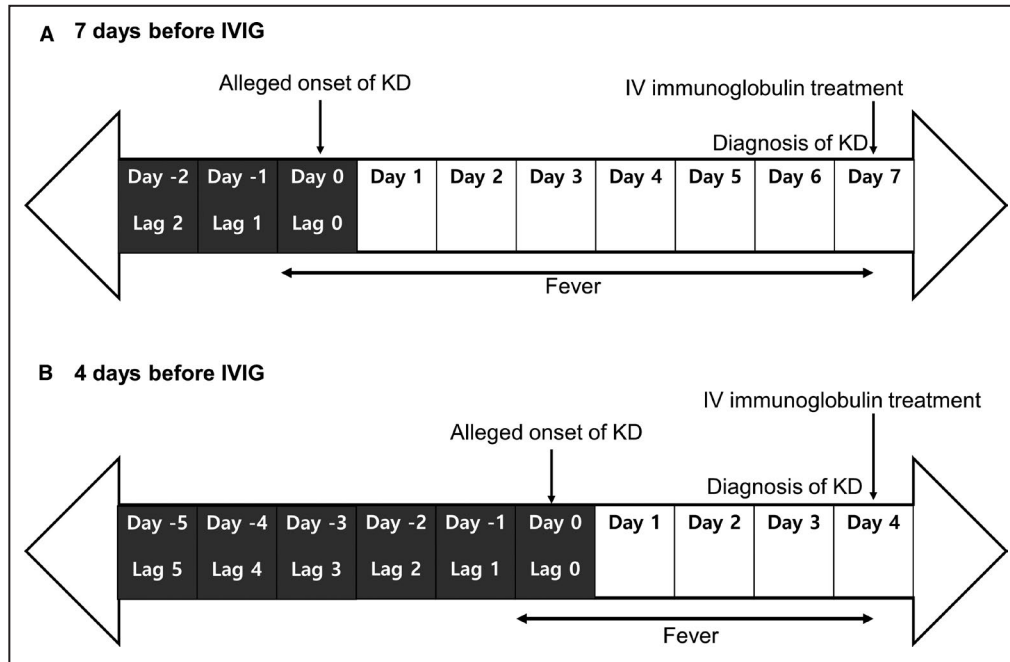 A 7 days before IVIG
Alleged onset of KD
IV immunoglobulin treatment
Diagnosis of KD
Day -2 Day -1 Day 0 Day 1 Day 2 Day 3 Day 4 Day 5 Day 6 Day 7
Lag 2 Lag 1 Lag 0
Fever
B 4 days before IVIG
IV immunoglobulin treatment
Alleged onset of KD
Diagnosis of KD
Day -5 Day -4 Day -3 Day -2 Day -1 Day 0 Day 1 Day 2 Day 3 Day 4
Lag 5 Lag 4 Lag 3 Lag 2 Lag 1 Lag 0
Fever